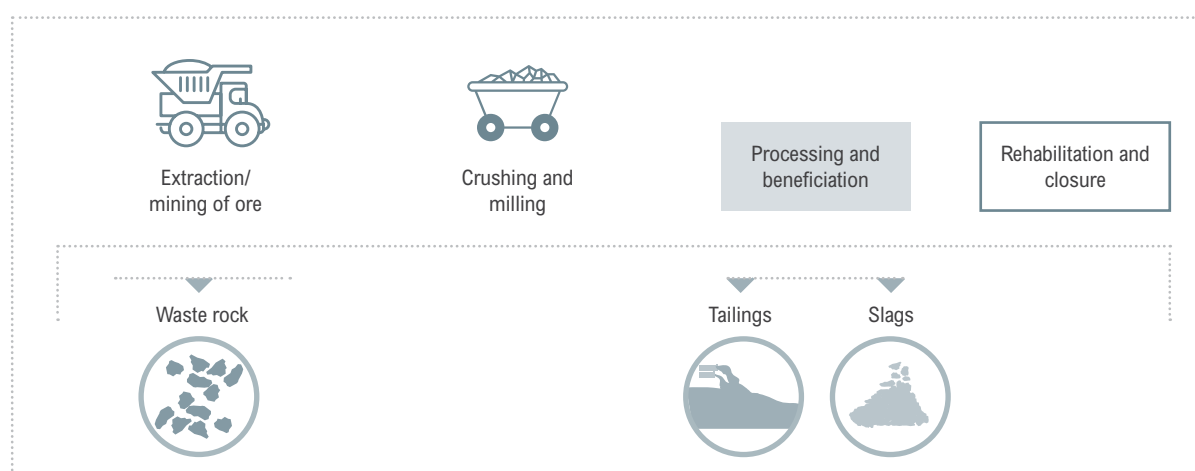 Extraction/
mining of ore
Crushing and
milling
Processing and
beneficiation
Rehabilitation and
closure
Waste rock
Tailings
Slags